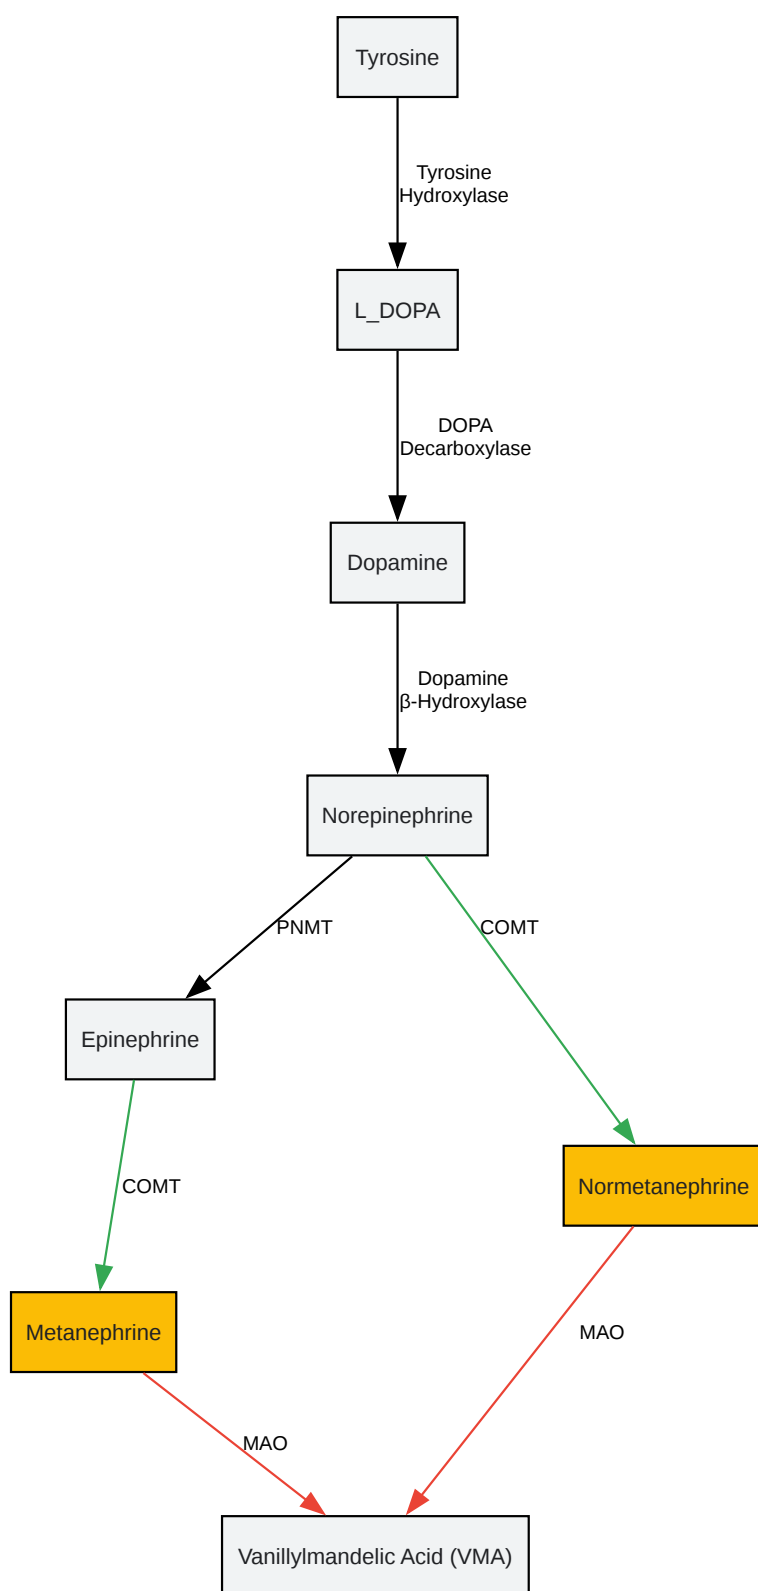 Tyrosine
Tyrosine
Hydroxylase
L_DOPA
DOPA
Decarboxylase
Dopamine
Dopamine
β-Hydroxylase
Norepinephrine
PNMT
COMT
Epinephrine
COMT
Normetanephrine
Metanephrine
MAO
MAO
Vanillylmandelic Acid (VMA)